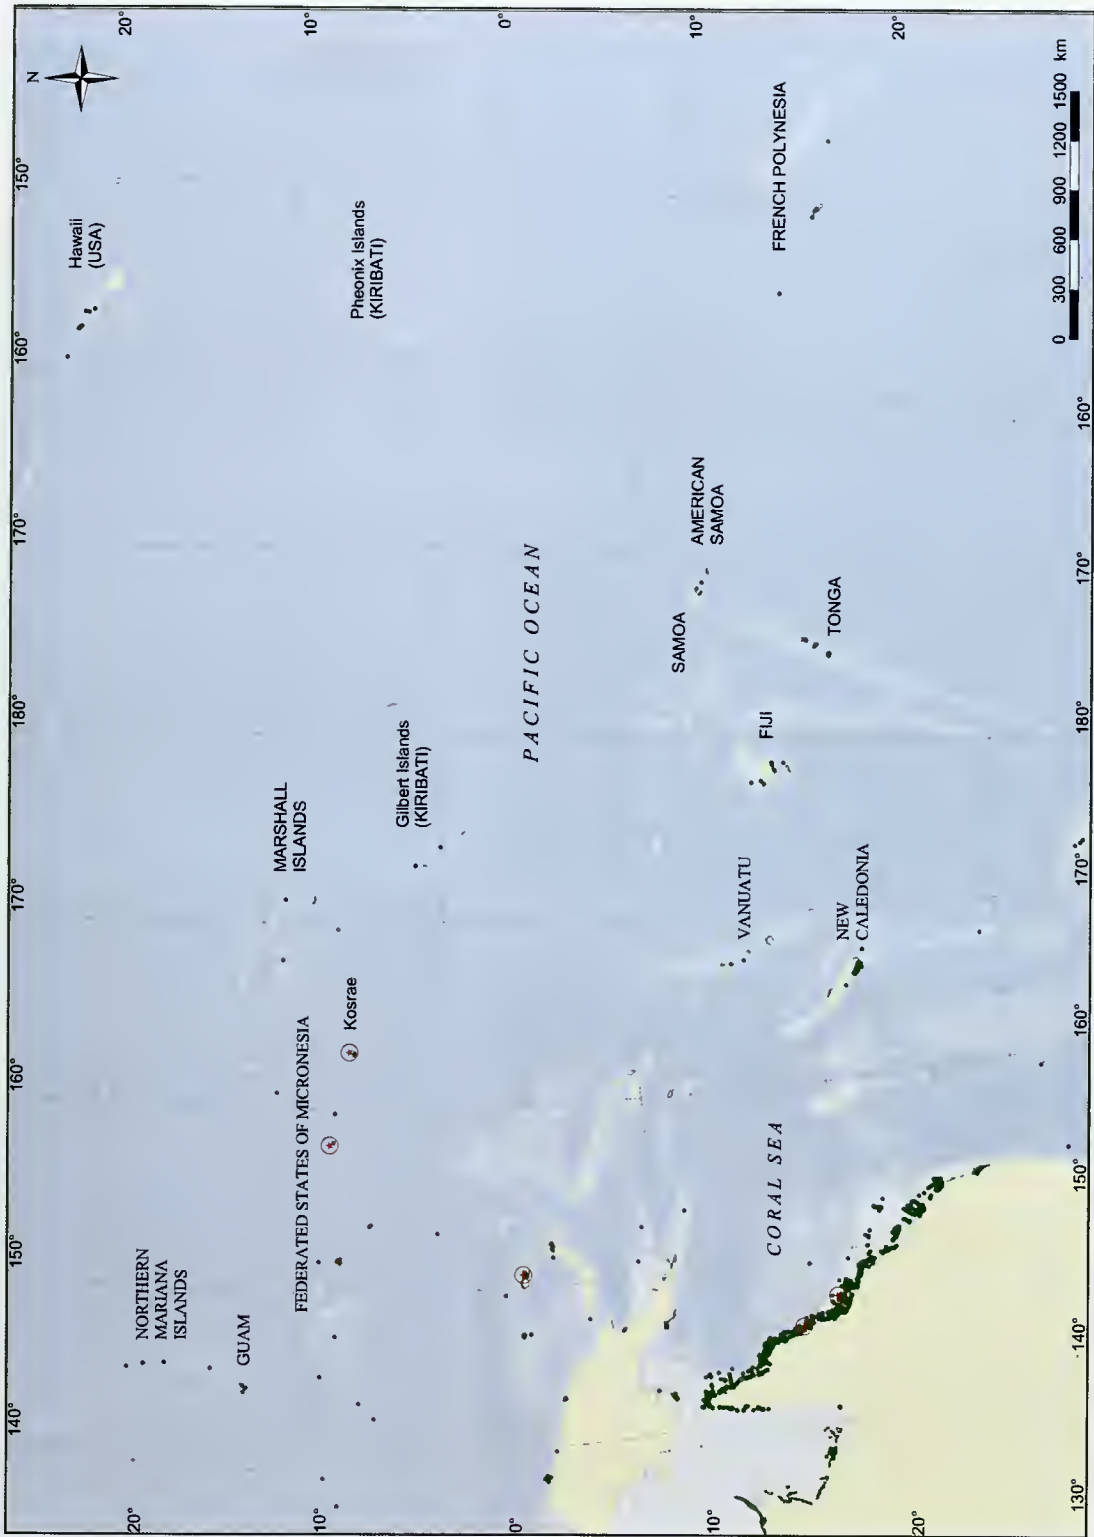 140° 150° 160° 170° 180° 170° 160° 150°
N
Hawaii
(USA)
20° 20°
NORTHERN
MARIANA
ISLANDS
GUAM
MARSHALL
ISLANDS
FEDERATED STATES OF MICRONESIA
10° 10°
Kosrae
Pheonix Islands
(KIRIBATI)
Gilbert Islands
(KIRIBATI)
0° 0°
PACIFIC OCEAN
SAMOA
AMERICAN
SAMOA
10° 10°
VANUATU
FIJI
CORAL SEA
FRENCH POLYNESIA
TONGA
NEW
CALEDONIA
20° 20°
0 300 600 900 1200 1500 km
130° 140° 150° 160° 170° 180° 170° 160°